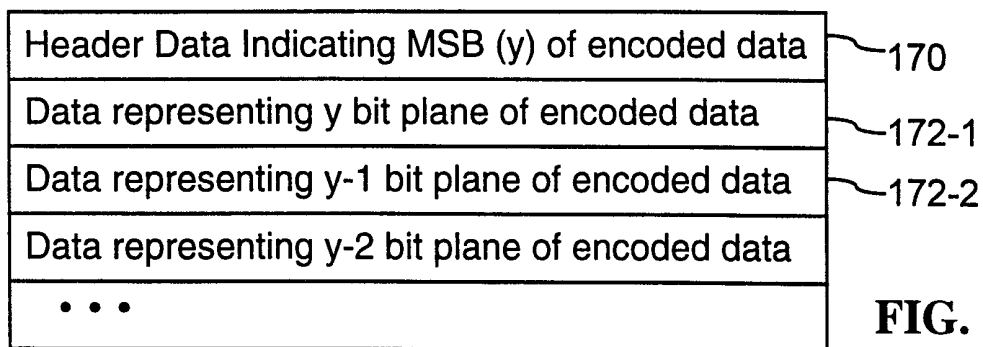 Header Data Indicating MSB (y) of encoded data 170
Data representing y bit plane of encoded data 172-1
Data representing y-1 bit plane of encoded data 172-2
Data representing y-2 bit plane of encoded data
• • •
FIG.